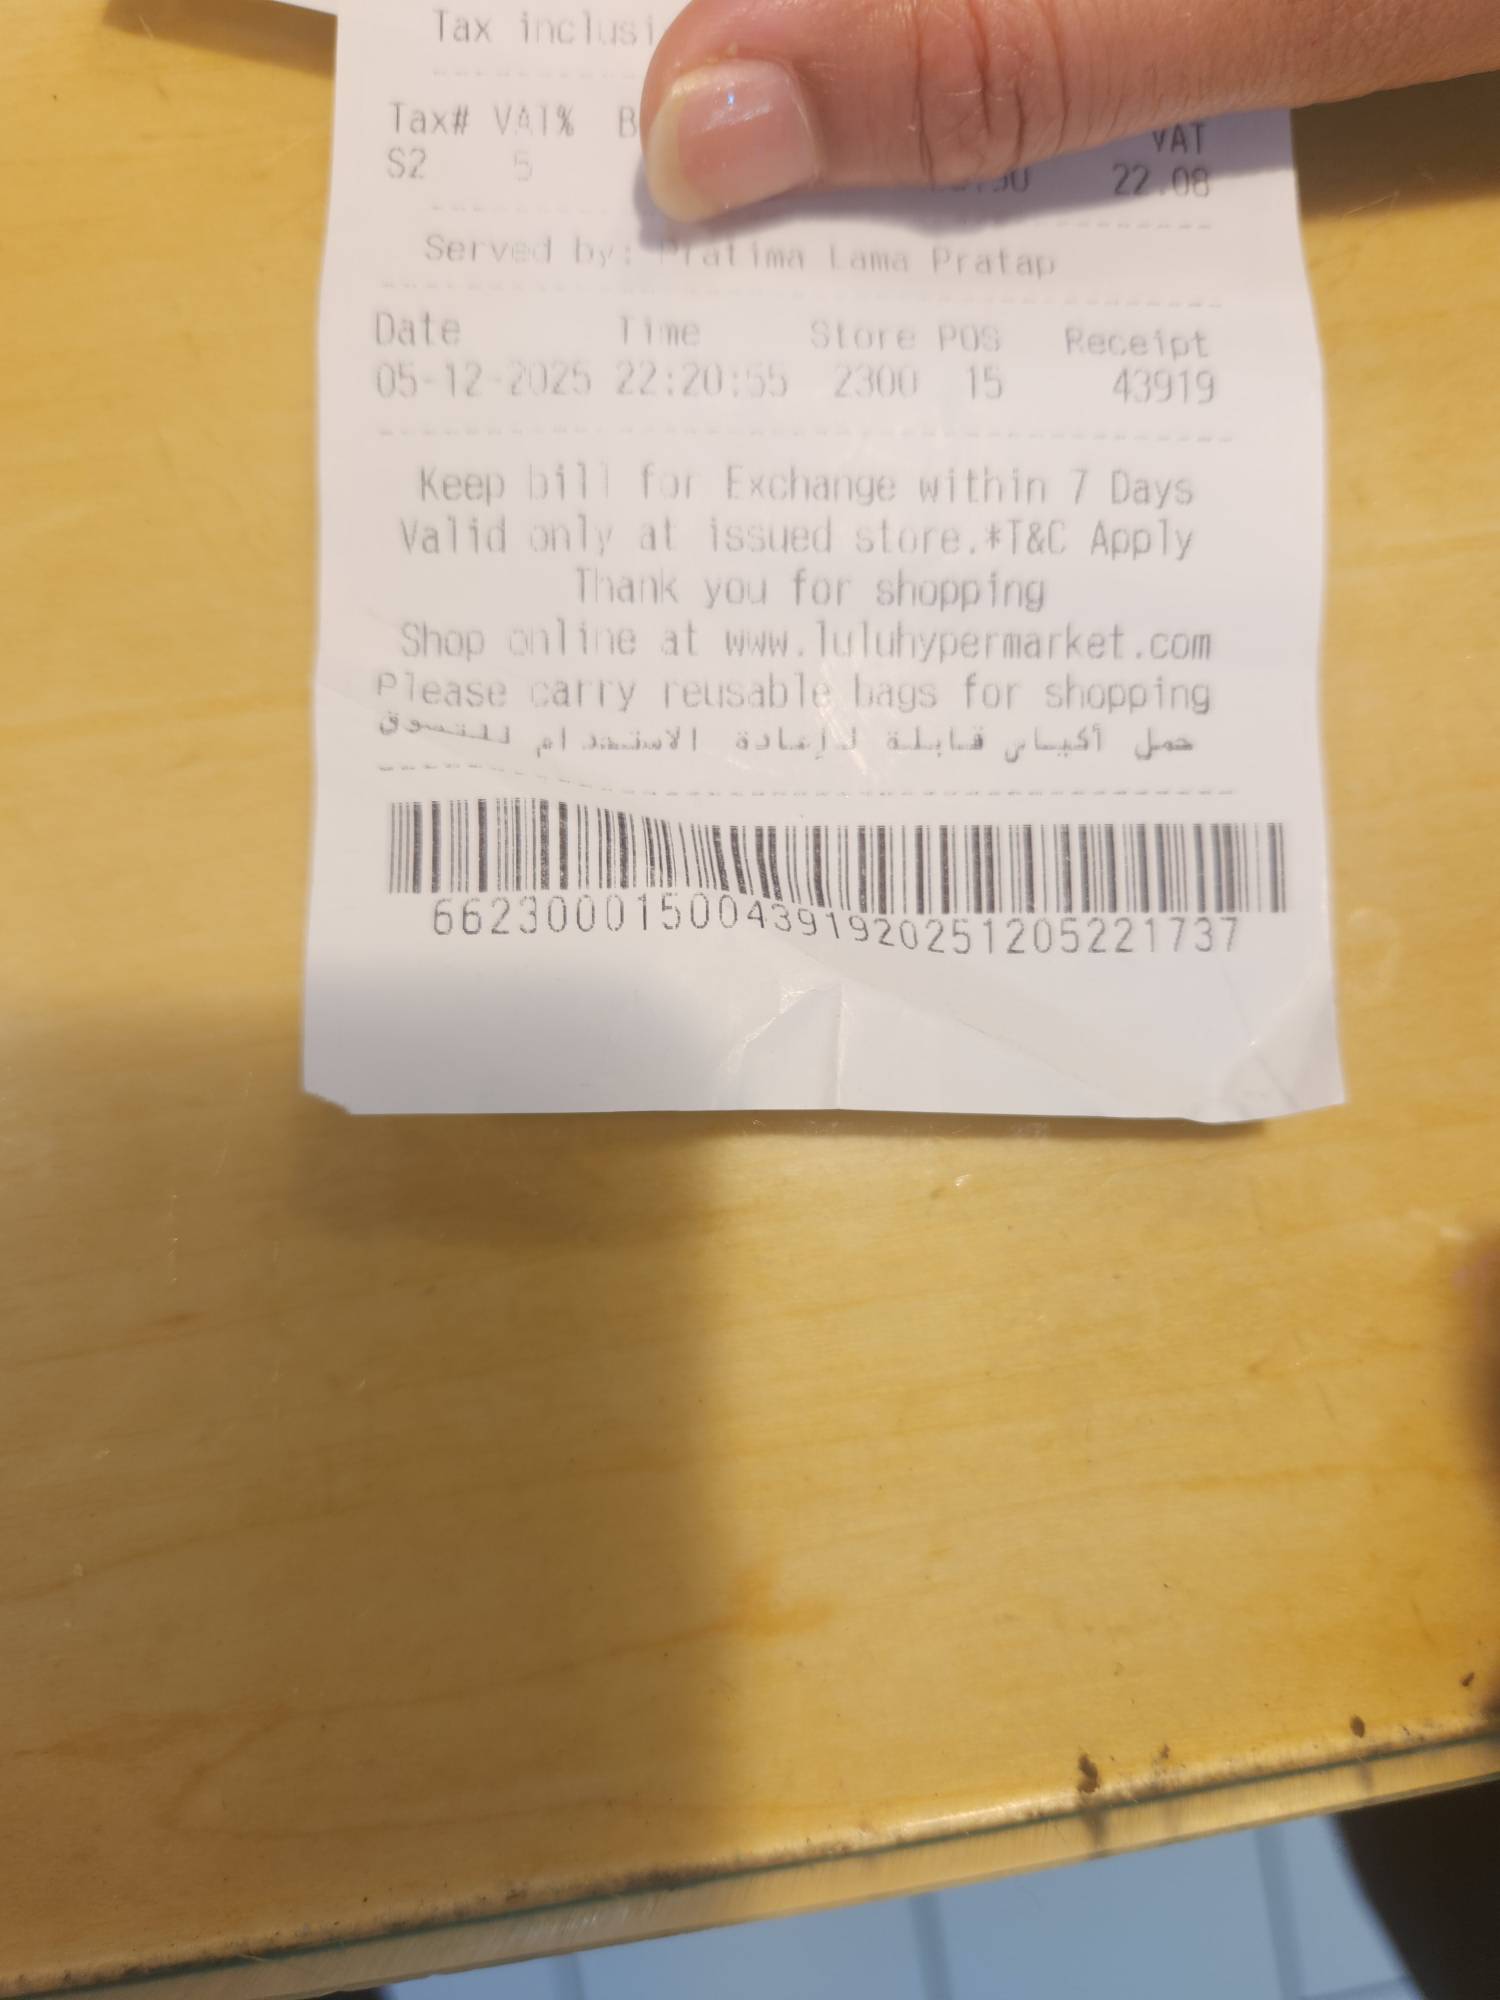 Tax inclusi
Tax# VAT% B VAT
S2 5 22.08
Served by: Pratima Lama Pratap
Date Time Store POS Receipt
05-12-2025 22:20:55 2300 15 43919
Keep bill for Exchange within 7 Days
Valid only at issued store.*T&C Apply
Thank you for shopping
Shop online at www.luluhypermarket.com
Please carry reusable bags for shopping
حمل أكياس قابلة لإعادة الاستخدام للتسوق
662300015004391920251205221737